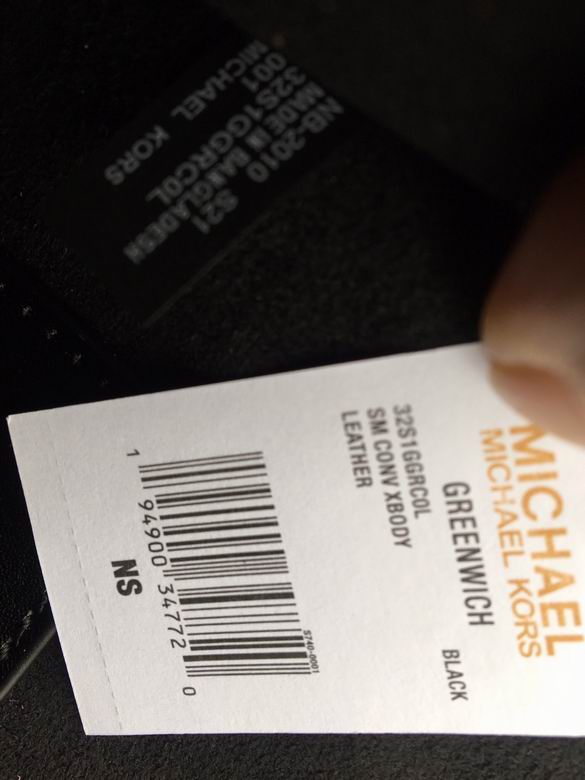 MICHAEL KORS
001
32S1GGRCOL
MADE IN BANGLADESH
NB-2010 S21
MICHAEL
MICHAEL KORS
GREENWICH BLACK
32S1GGRCOL
SM CONV XBODY
LEATHER
5740-0001
1 94900 34772 0
NS